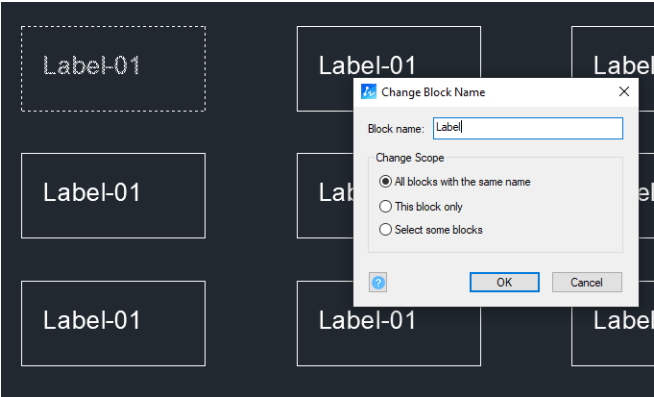 Label-01 Label-01 Label
Change Block Name
Block name: Label
Change Scope
All blocks with the same name
This block only
Select some blocks
Label-01
OK Cancel
Label-01 Label-01 Label